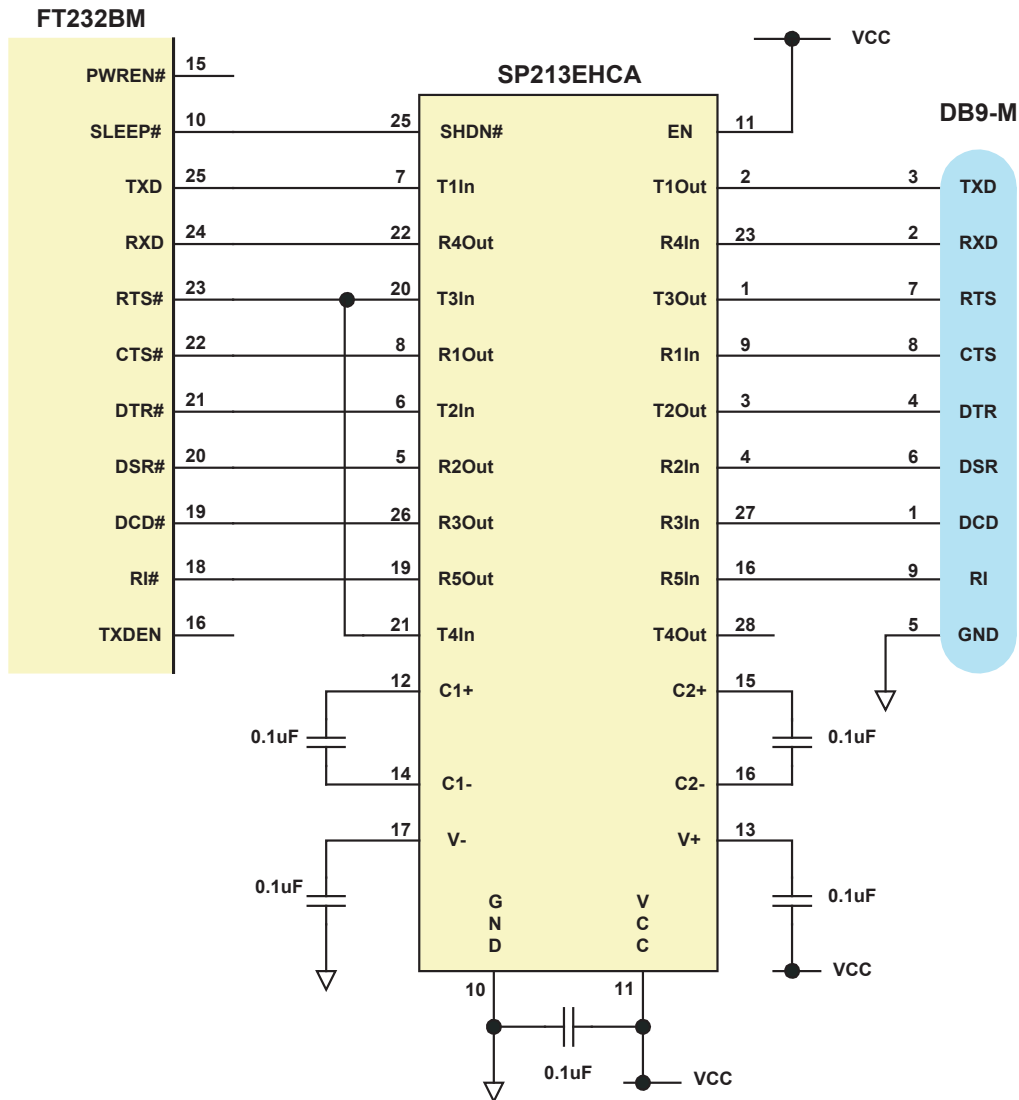 FT232BM
VCC
SP213EHCA
DB9-M
PWREN# 15
SLEEP# 10 25 SHDN# EN 11
TXD 25 7 T1In T1Out 2 3 TXD
RXD 24 22 R4Out R4In 23 2 RXD
RTS# 23 20 T3In T3Out 1 7 RTS
CTS# 22 8 R1Out R1In 9 8 CTS
DTR# 21 6 T2In T2Out 3 4 DTR
DSR# 20 5 R2Out R2In 4 6 DSR
DCD# 19 26 R3Out R3In 27 1 DCD
RI# 18 19 R5Out R5In 16 9 RI
TXDEN 16 21 T4In T4Out 28 5 GND
12 C1+ C2+ 15
0.1uF 0.1uF
14 C1- C2- 16
17 V- V+ 13
0.1uF 0.1uF
GND VCC
VCC
10 11
0.1uF
VCC